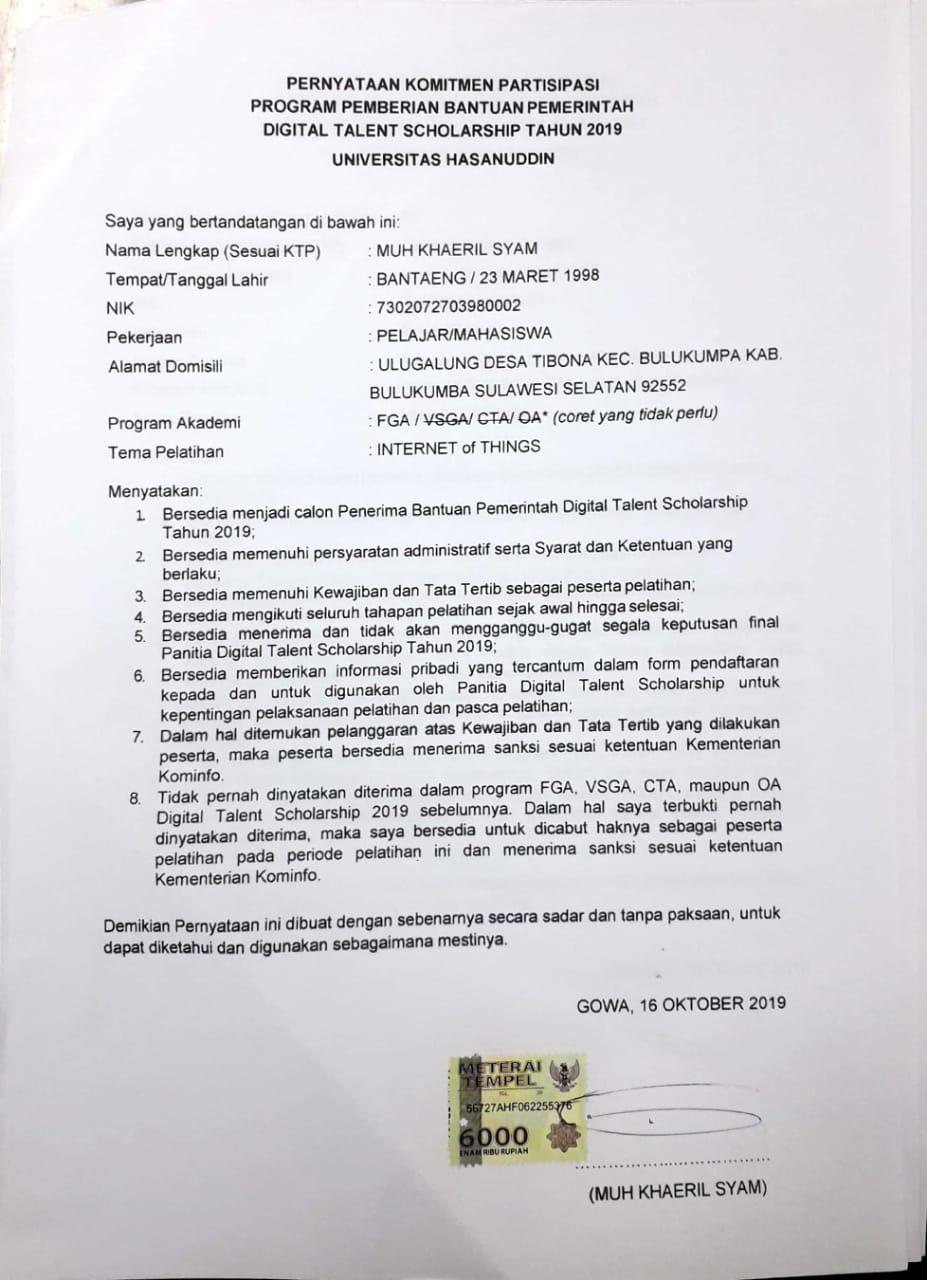 PERNYATAAN KOMITMEN PARTISIPASI
PROGRAM PEMBERIAN BANTUAN PEMERINTAH
DIGITAL TALENT SCHOLARSHIP TAHUN 2019
UNIVERSITAS HASANUDDIN
Saya yang bertandatangan di bawah ini:
Nama Lengkap (Sesuai KTP) : MUH KHAERIL SYAM
Tempat/Tanggal Lahir : BANTAENG / 23 MARET 1998
NIK : 7302072703980002
Pekerjaan : PELAJAR/MAHASISWA
Alamat Domisili : ULUGALUNG DESA TIBONA KEC. BULUKUMPA KAB.
BULUKUMBA SULAWESI SELATAN 92552
Program Akademi : FGA / VSGA/ CTA/ OA* (coret yang tidak perlu)
Tema Pelatihan : INTERNET of THINGS
Menyatakan:
1. Bersedia menjadi calon Penerima Bantuan Pemerintah Digital Talent Scholarship
Tahun 2019;
2. Bersedia memenuhi persyaratan administratif serta Syarat dan Ketentuan yang
berlaku;
3. Bersedia memenuhi Kewajiban dan Tata Tertib sebagai peserta pelatihan;
4. Bersedia mengikuti seluruh tahapan pelatihan sejak awal hingga selesai;
5. Bersedia menerima dan tidak akan mengganggu-gugat segala keputusan final
Panitia Digital Talent Scholarship Tahun 2019;
6. Bersedia memberikan informasi pribadi yang tercantum dalam form pendaftaran
kepada dan untuk digunakan oleh Panitia Digital Talent Scholarship untuk
kepentingan pelaksanaan pelatihan dan pasca pelatihan;
7. Dalam hal ditemukan pelanggaran atas Kewajiban dan Tata Tertib yang dilakukan
peserta, maka peserta bersedia menerima sanksi sesuai ketentuan Kementerian
Kominfo.
8. Tidak pernah dinyatakan diterima dalam program FGA, VSGA, CTA, maupun OA
Digital Talent Scholarship 2019 sebelumnya. Dalam hal saya terbukti pernah
dinyatakan diterima, maka saya bersedia untuk dicabut haknya sebagai peserta
pelatihan pada periode pelatihan ini dan menerima sanksi sesuai ketentuan
Kementerian Kominfo.
Demikian Pernyataan ini dibuat dengan sebenarnya secara sadar dan tanpa paksaan, untuk
dapat diketahui dan digunakan sebagaimana mestinya.
GOWA, 16 OKTOBER 2019
METERAI
TEMPEL
56727AHF062255376
6000
ENAM RIBU RUPIAH
(MUH KHAERIL SYAM)